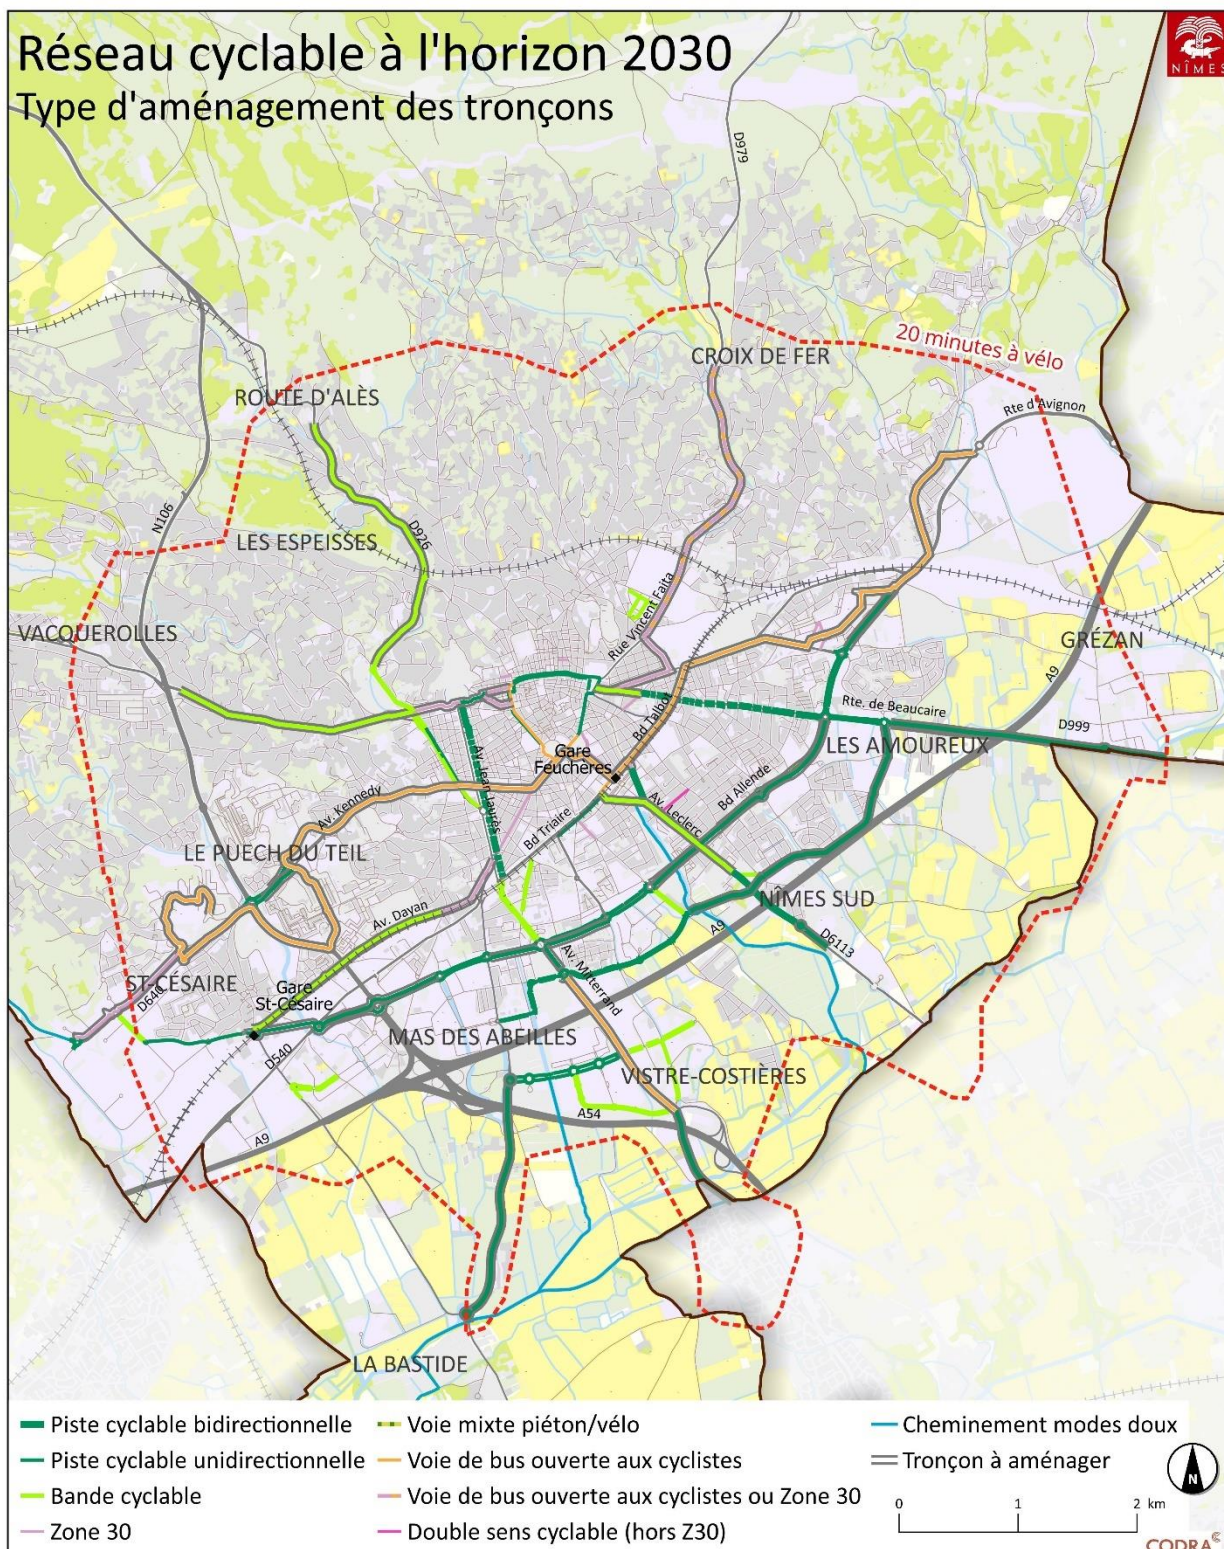 Réseau cyclable à l'horizon 2030
Type d'aménagement des tronçons
NÎMES
D979
20 minutes à vélo
CROIX DE FER
ROUTE D'ALÈS
Rte d'Avignon
N106
D926
LES ESPEISSES
VACQUEROLLES
Rue Vincent Faïta
GRÉZAN
A9
Rte. de Beaucaire
D999
Bd Talbot
LES AMOUREUX
Gare
Feuchères
Av. Jean Jaurès
Av. Kennedy
Bd Allende
Av. Leclerc
Bd Triaire
LE PUECH DU TEIL
NÎMES SUD
Av. Dayan
A9
D6113
Av. Mitterrand
ST-CÉSAIRE
D640
Gare
St-Césaire
MAS DES ABEILLES
D540
VISTRE-COSTIÈRES
A54
A9
LA BASTIDE
Piste cyclable bidirectionnelle
Piste cyclable unidirectionnelle
Bande cyclable
Zone 30
Voie mixte piéton/vélo
Voie de bus ouverte aux cyclistes
Voie de bus ouverte aux cyclistes ou Zone 30
Double sens cyclable (hors Z30)
Cheminement modes doux
Tronçon à aménager
N
0 1 2 km
CODRA